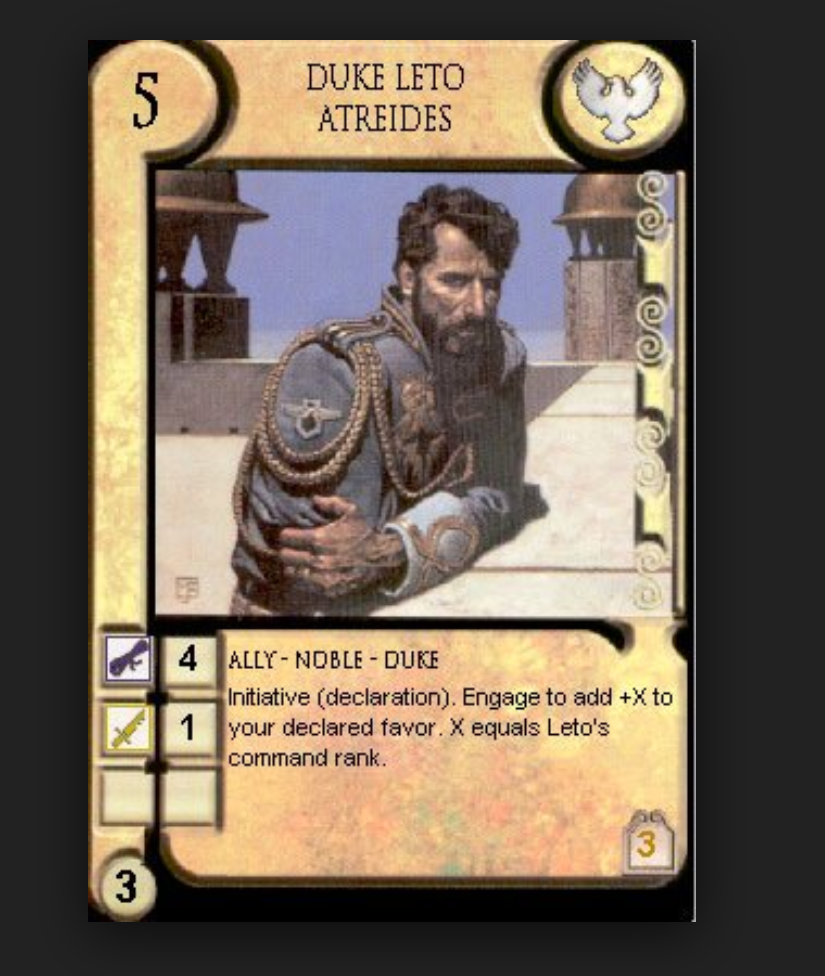 5
DUKE LETO
ATREIDES
4
1
ALLY - NOBLE - DUKE
Initiative (declaration). Engage to add +X to
your declared favor. X equals Leto's
command rank.
3
3